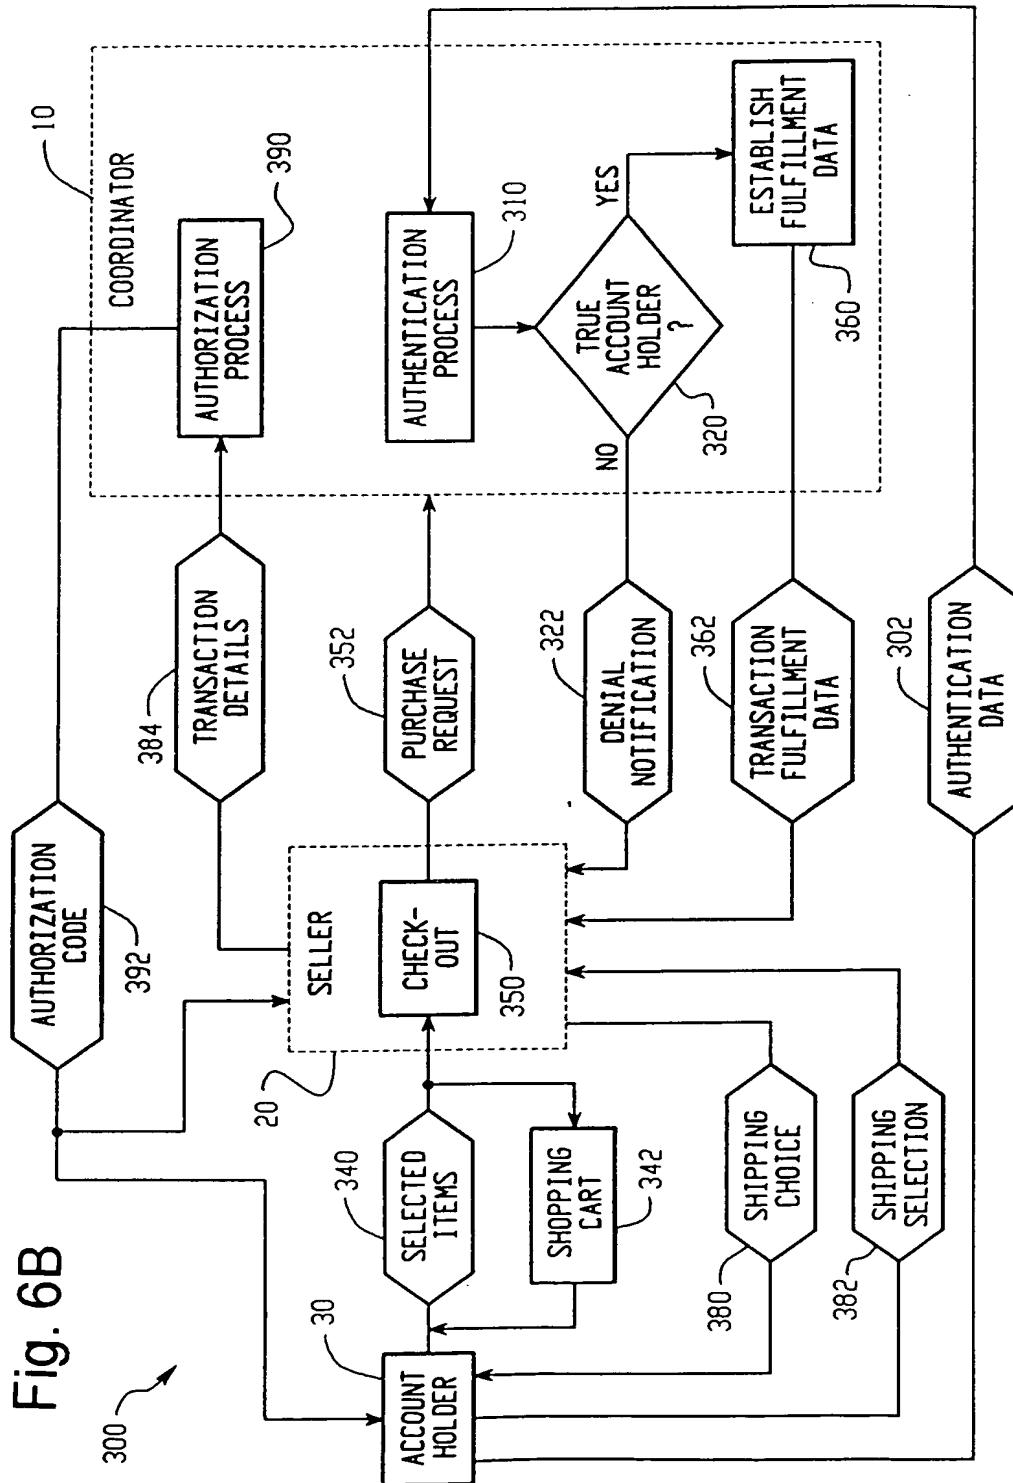 Fig. 6B
300
AUTHORIZATION
CODE
392
10
COORDINATOR
384
TRANSACTION
DETAILS
AUTHORIZATION
PROCESS
390
20
SELLER
30
ACCOUNT
HOLDER
340
SELECTED
ITEMS
CHECK-
OUT
350
352
PURCHASE
REQUEST
AUTHENTICATION
PROCESS
310
SHOPPING
CART
342
322
DENIAL
NOTIFICATION
NO
TRUE
ACCOUNT
HOLDER
?
320
YES
380
SHIPPING
CHOICE
362
TRANSACTION
FULFILLMENT
DATA
360
ESTABLISH
FULFILLMENT
DATA
382
SHIPPING
SELECTION
302
AUTHENTICATION
DATA